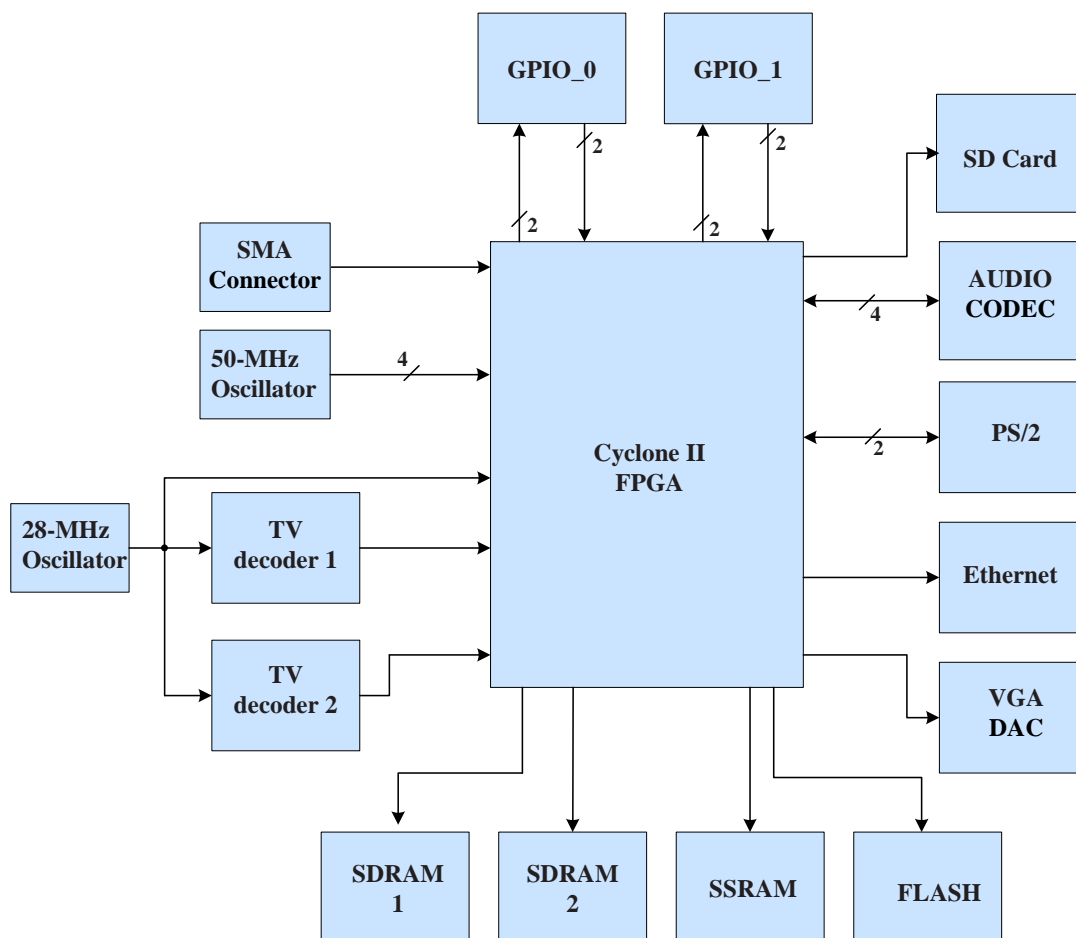 GPIO_0
GPIO_1
SD Card
2
2
2
2
SMA
Connector
AUDIO
CODEC
4
50-MHz
Oscillator
4
PS/2
2
Cyclone II
FPGA
28-MHz
Oscillator
TV
decoder 1
Ethernet
TV
decoder 2
VGA
DAC
SDRAM
1
SDRAM
2
SSRAM
FLASH